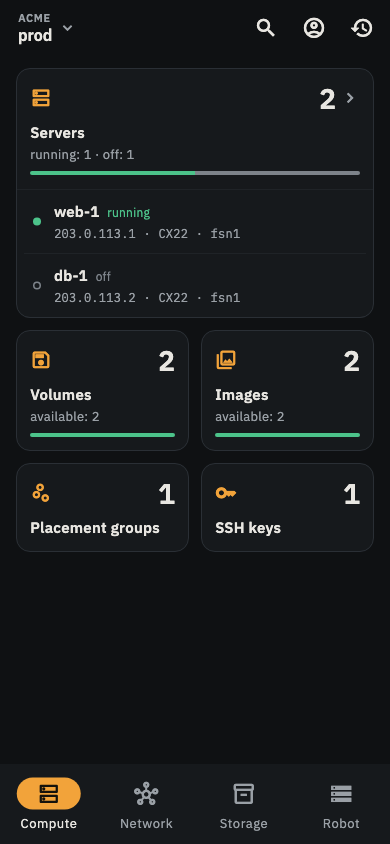 ACME
prod
2
Servers
running: 1 · off: 1
web-1 running
203.0.113.1 · CX22 · fsn1
db-1 off
203.0.113.2 · CX22 · fsn1
2
Volumes
available: 2
2
Images
available: 2
1
Placement groups
1
SSH keys
Compute
Network
Storage
Robot